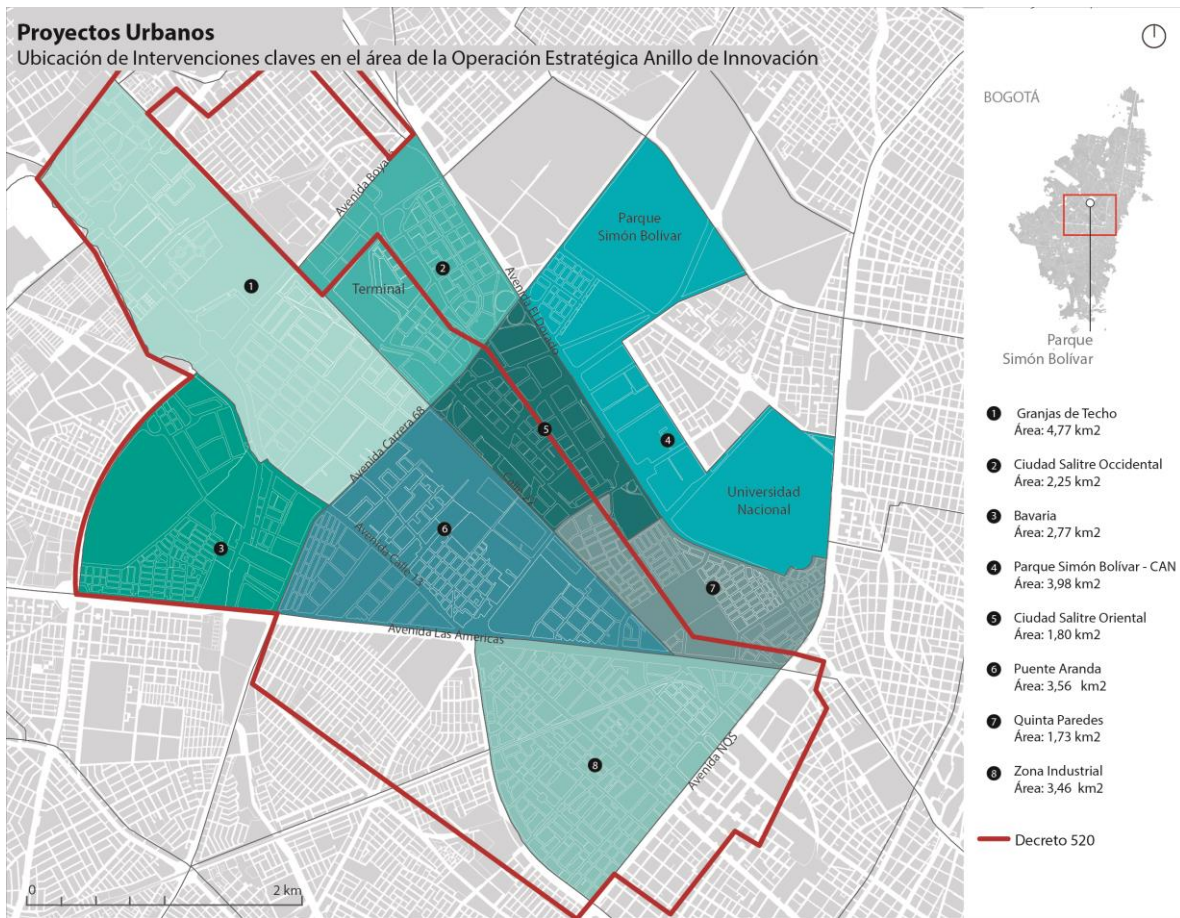 Proyectos Urbanos
Ubicación de Intervenciones claves en el área de la Operación Estratégica Anillo de Innovación
Avenida Boyacá
Parque
Simón Bolívar
2
1
Terminal
Avenida El Dorado
Avenida Carrera 68
5
4
Universidad
Nacional
6
Avenida Calle 13
3
7
Avenida Las Americas
8
Avenida NQS
0
2 km
BOGOTÁ
Parque
Simón Bolívar
1 Granjas de Techo
Área: 4,77 km2
2 Ciudad Salitre Occidental
Área: 2,25 km2
3 Bavaria
Área: 2,77 km2
4 Parque Simón Bolívar - CAN
Área: 3,98 km2
5 Ciudad Salitre Oriental
Área: 1,80 km2
6 Puente Aranda
Área: 3,56 km2
7 Quinta Paredes
Área: 1,73 km2
8 Zona Industrial
Área: 3,46 km2
Decreto 520